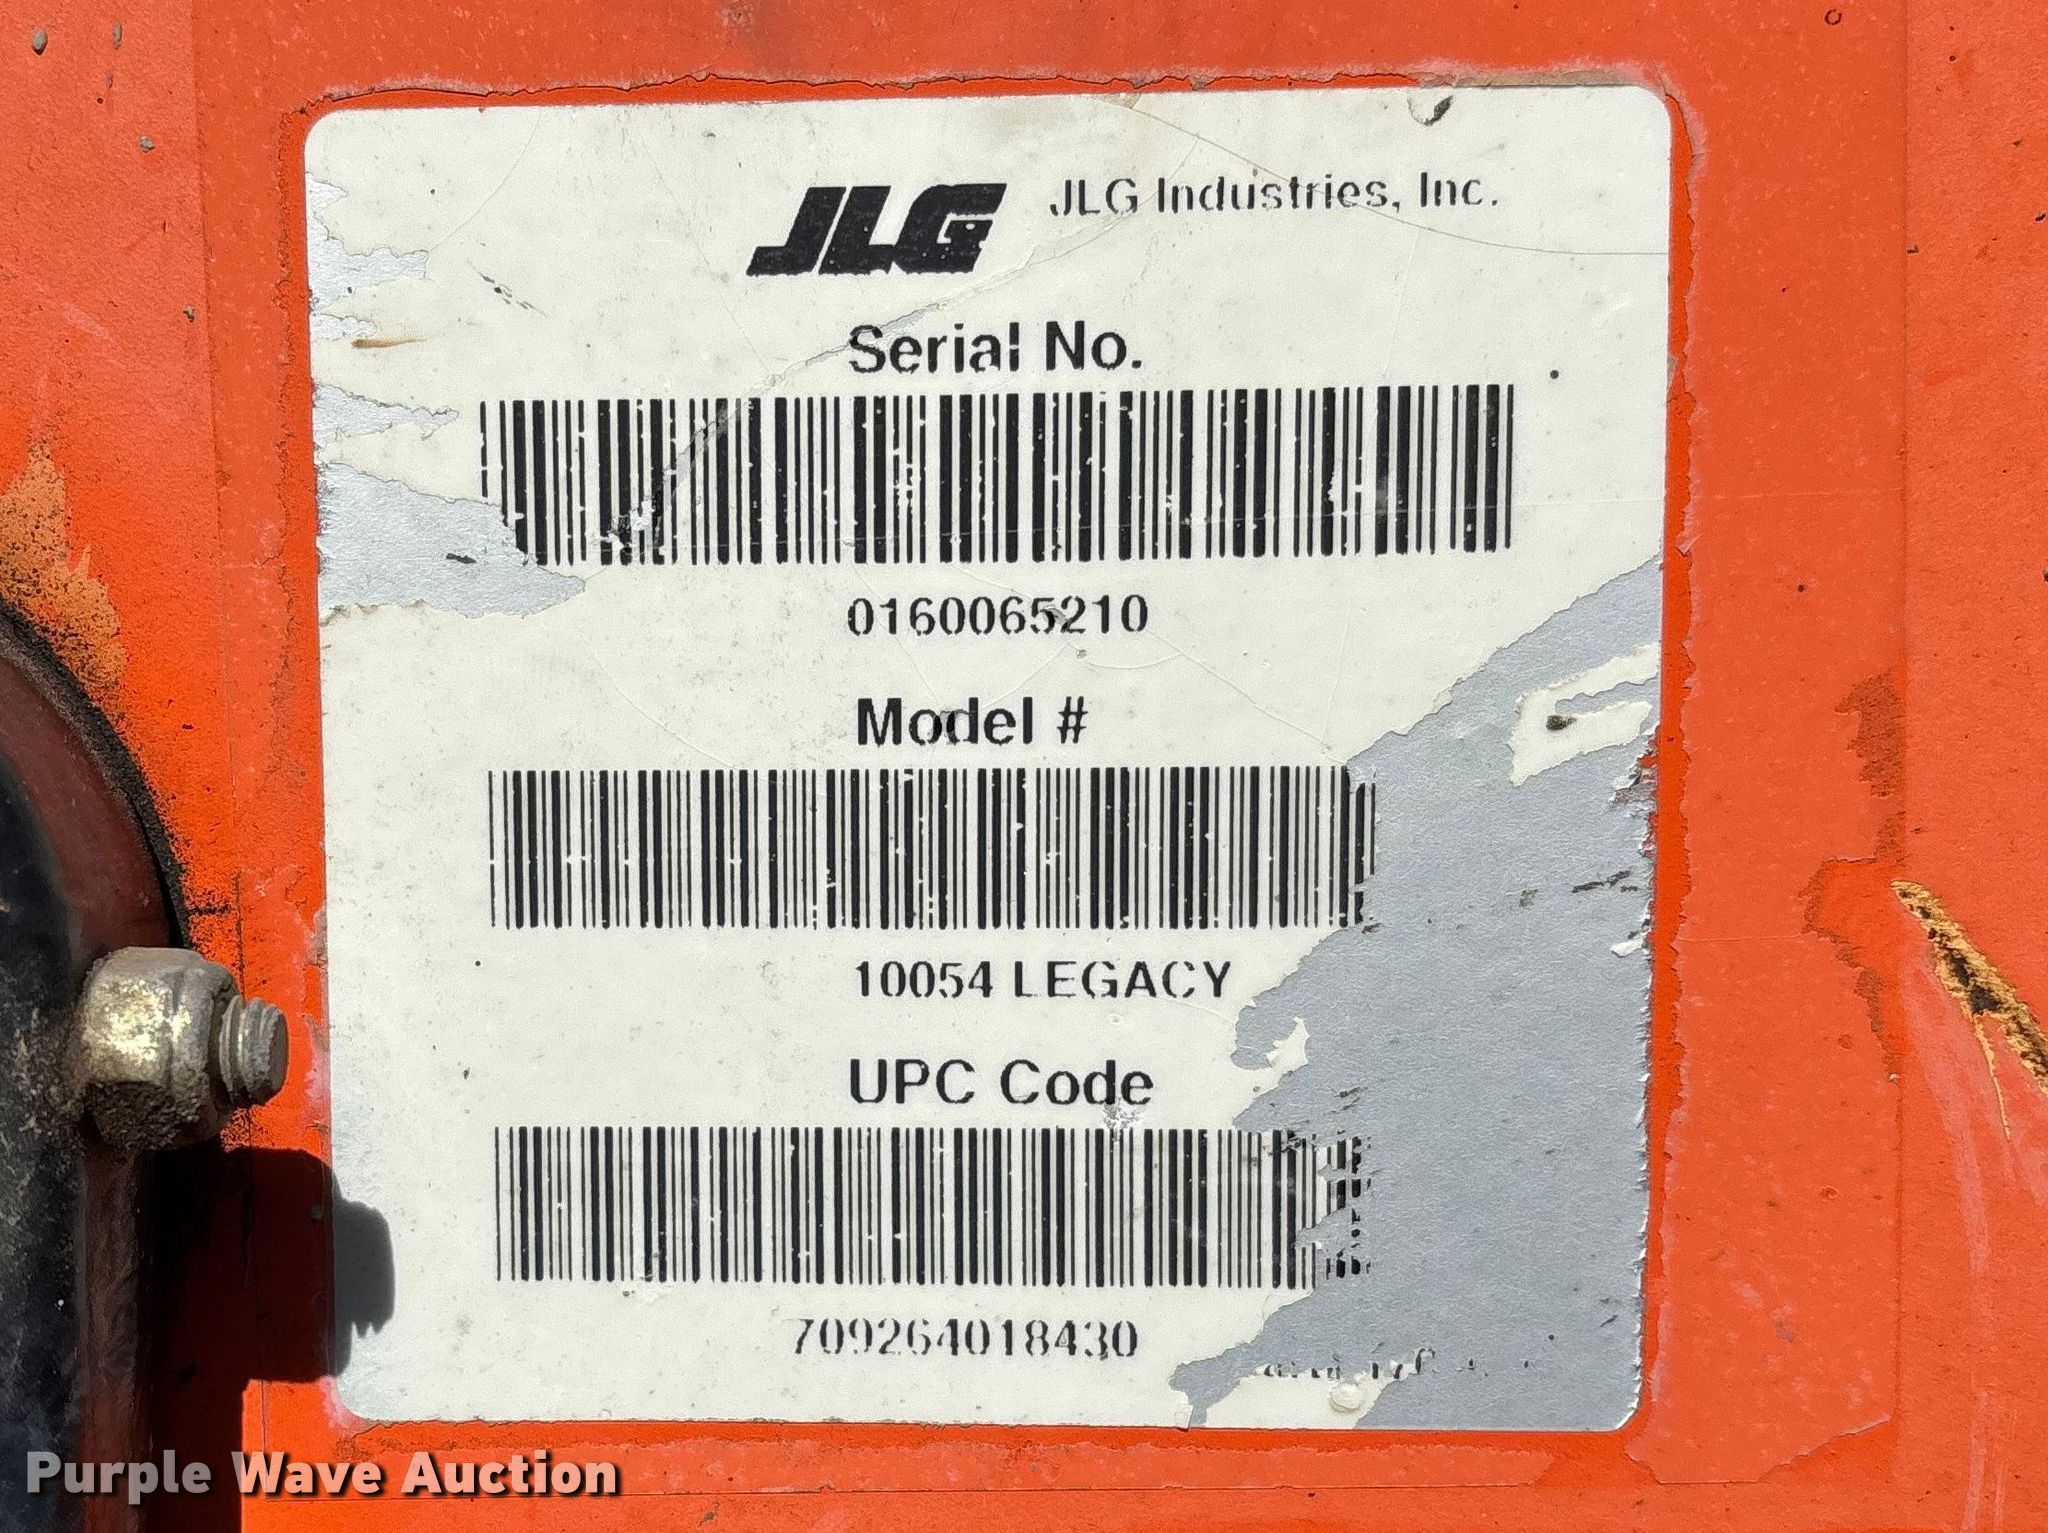 JLG JLG Industries, Inc.
Serial No.
0160065210
Model #
10054 LEGACY
UPC Code
709264018430
Purple Wave Auction